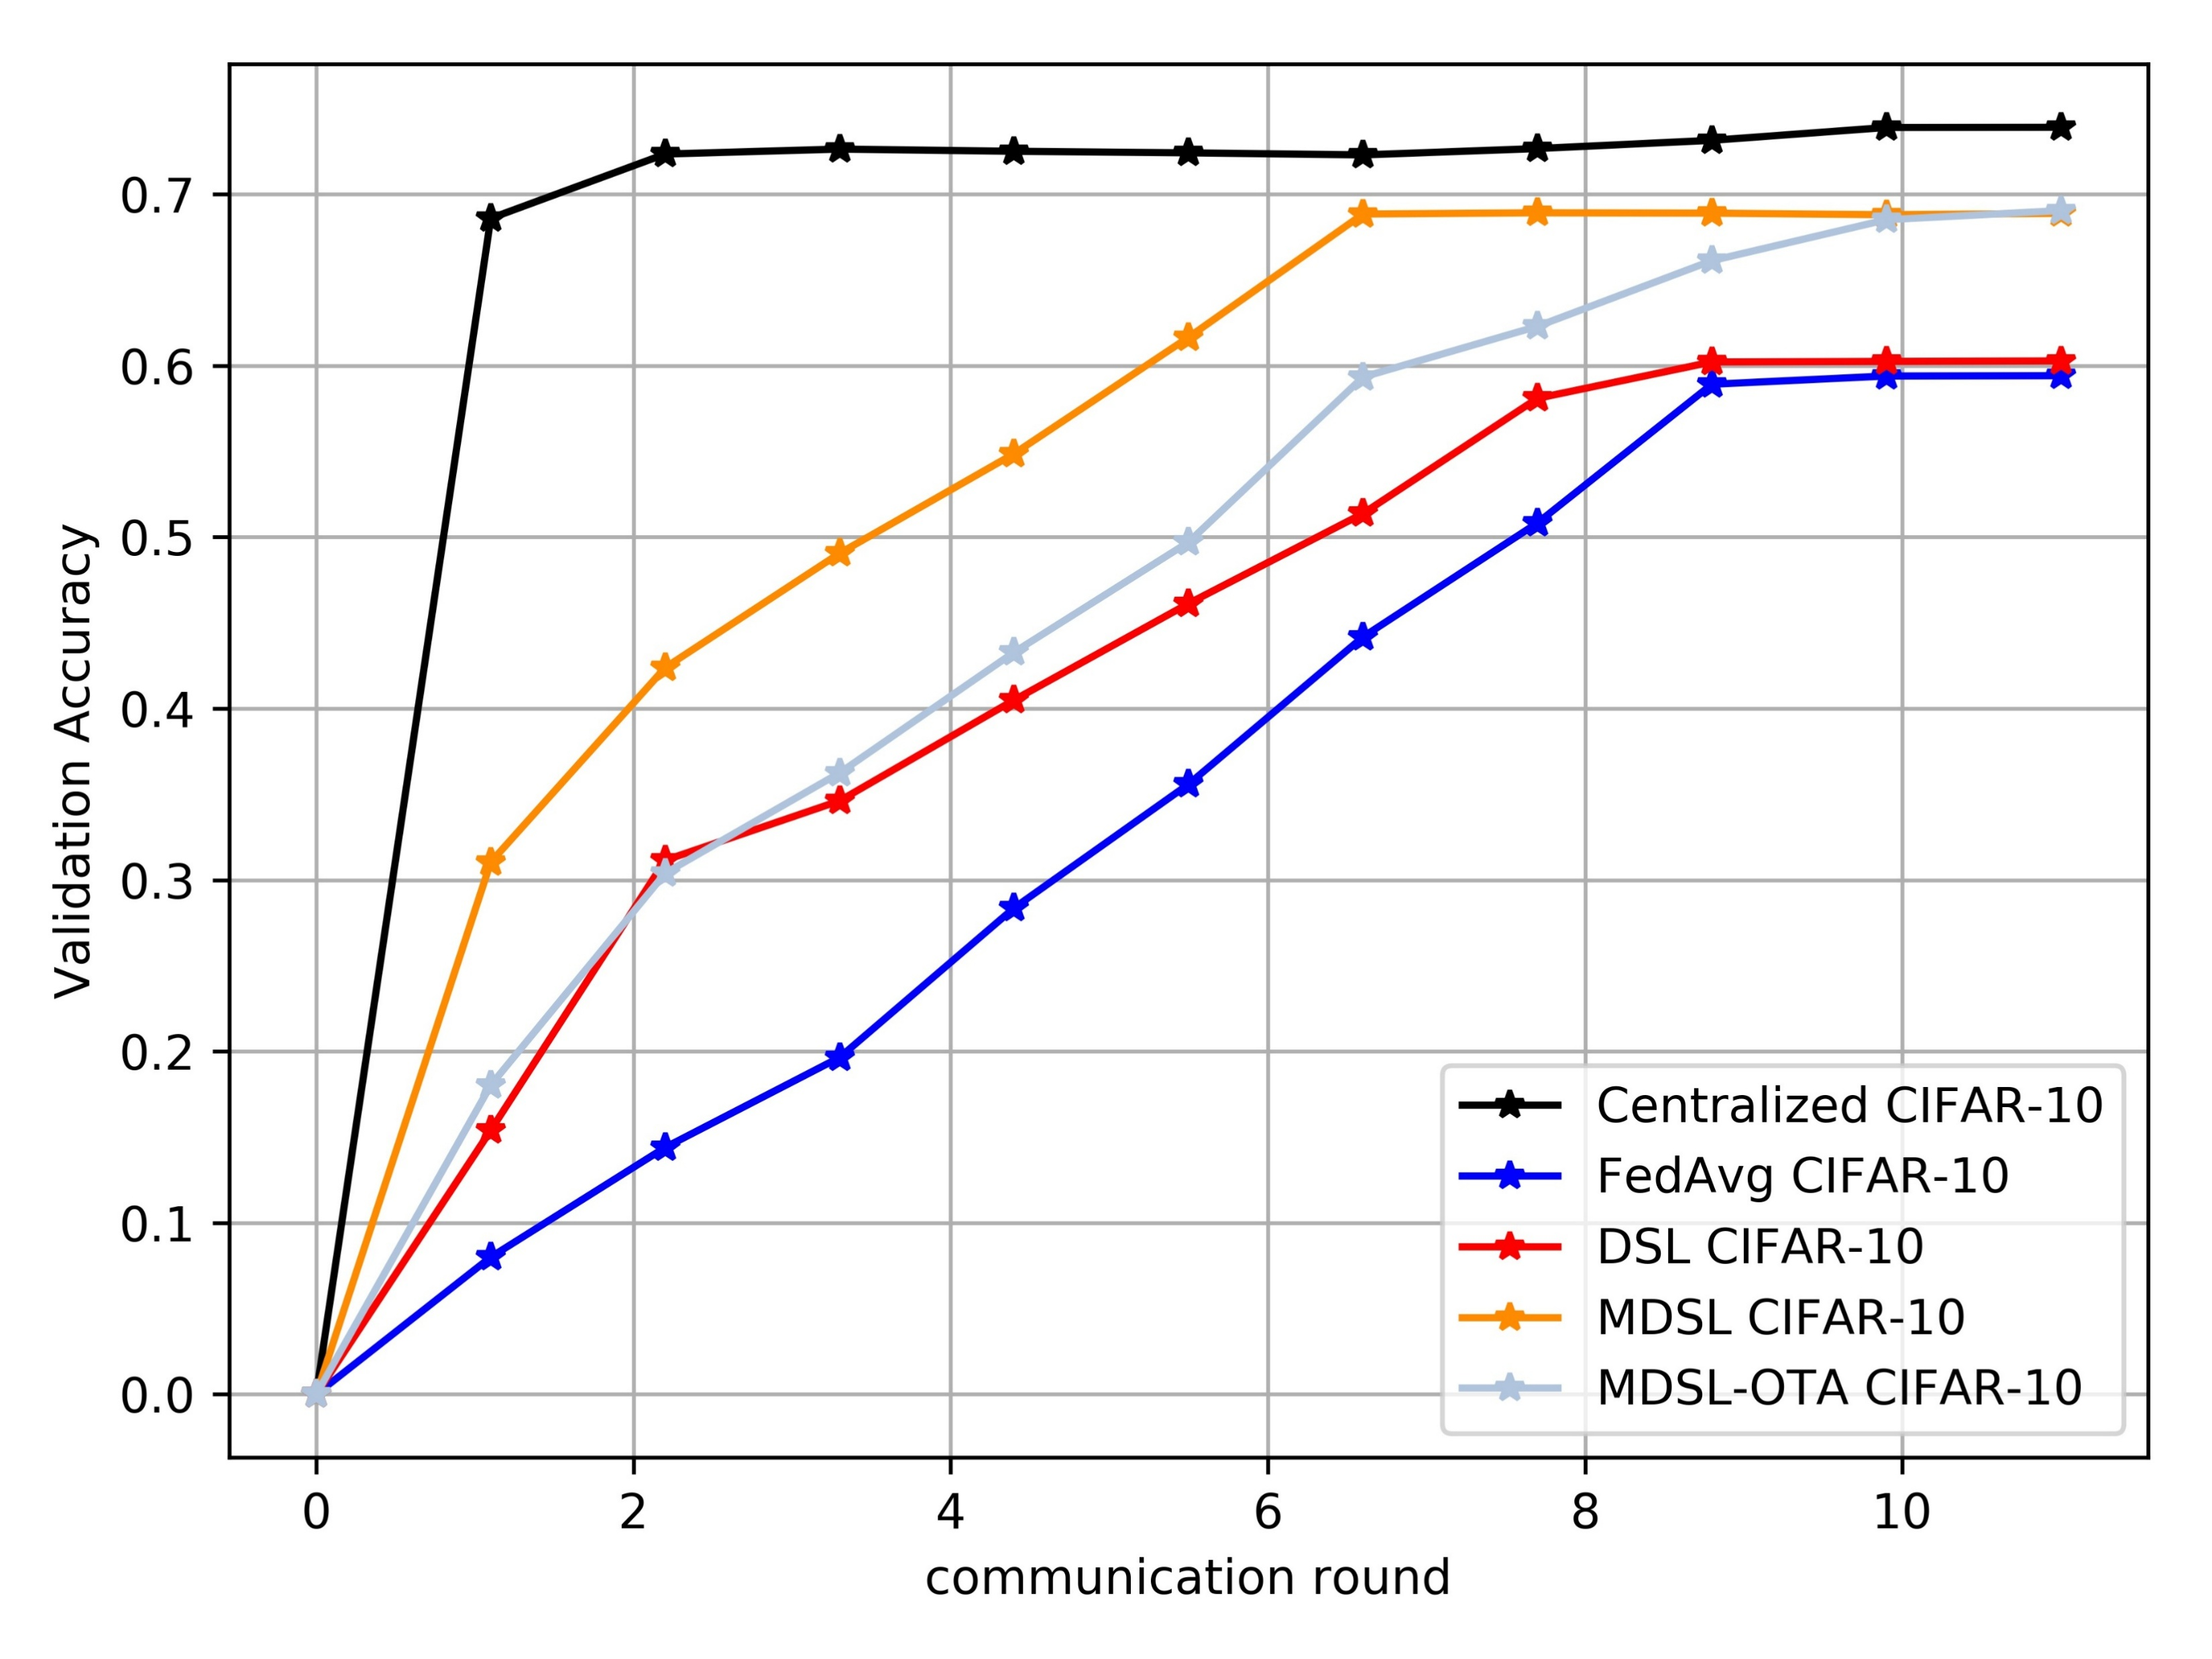 Validation Accuracy
0.7
0.6
0.5
0.4
0.3
0.2
0.1
0.0
0 2 4 6 8 10
communication round
Centralized CIFAR-10
FedAvg CIFAR-10
DSL CIFAR-10
MDSL CIFAR-10
MDSL-OTA CIFAR-10